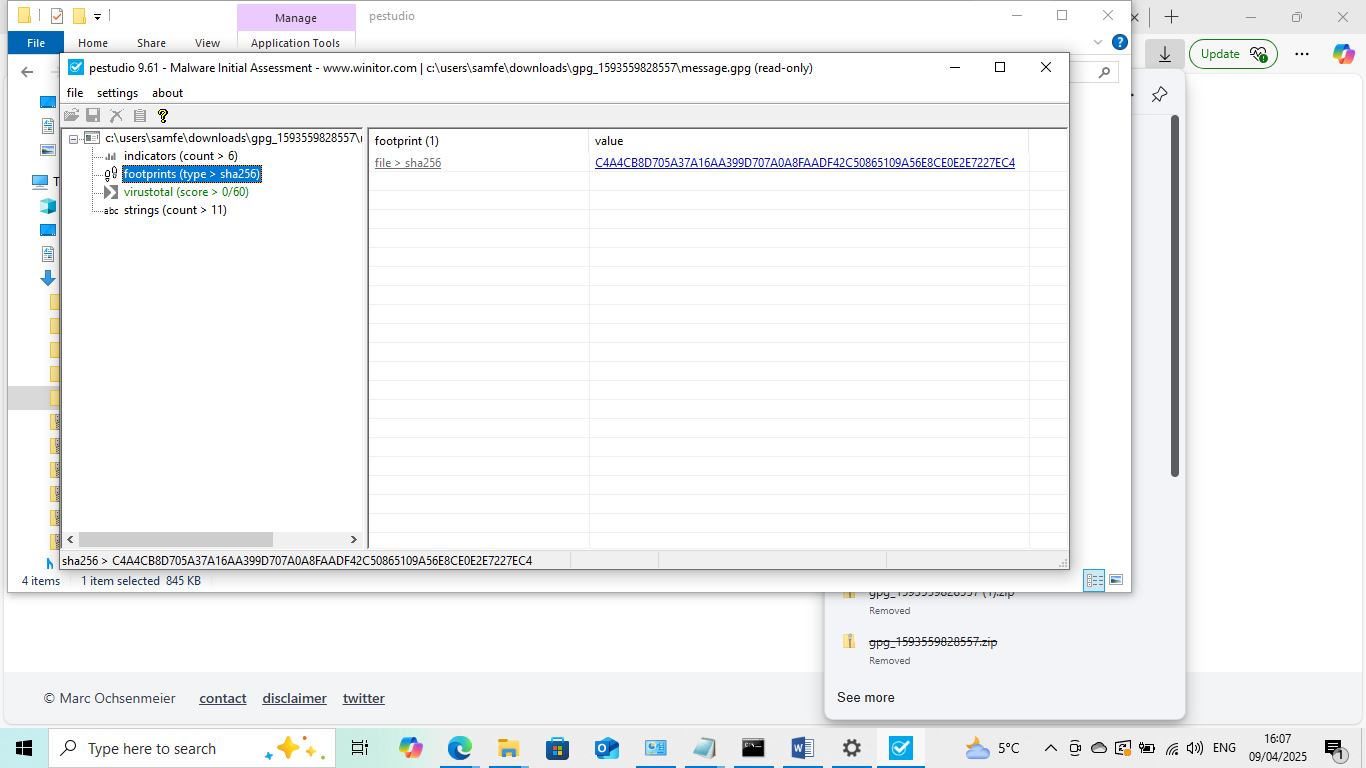 Manage
pestudio
File
Home
Share
View
Application Tools
Update
pestudio 9.61 - Malware Initial Assessment - www.winitor.com | c:\users\samfe\downloads\gpg_1593559828557\message.gpg (read-only)
file
settings
about
c:\users\samfe\downloads\gpg_1593559828557\
indicators (count > 6)
footprints (type > sha256)
virustotal (score > 0/60)
strings (count > 11)
footprint (1)
value
file > sha256
C4A4CB8D705A37A16AA399D707A0A8FAADF42C50865109A56E8CE0E2E7227EC4
sha256 > C4A4CB8D705A37A16AA399D707A0A8FAADF42C50865109A56E8CE0E2E7227EC4
4 items
1 item selected 845 KB
gpg_1593559828557 (1).zip
Removed
gpg_1593559828557.zip
Removed
See more
© Marc Ochsenmeier
contact
disclaimer
twitter
Type here to search
5°C
ENG
16:07
09/04/2025
1